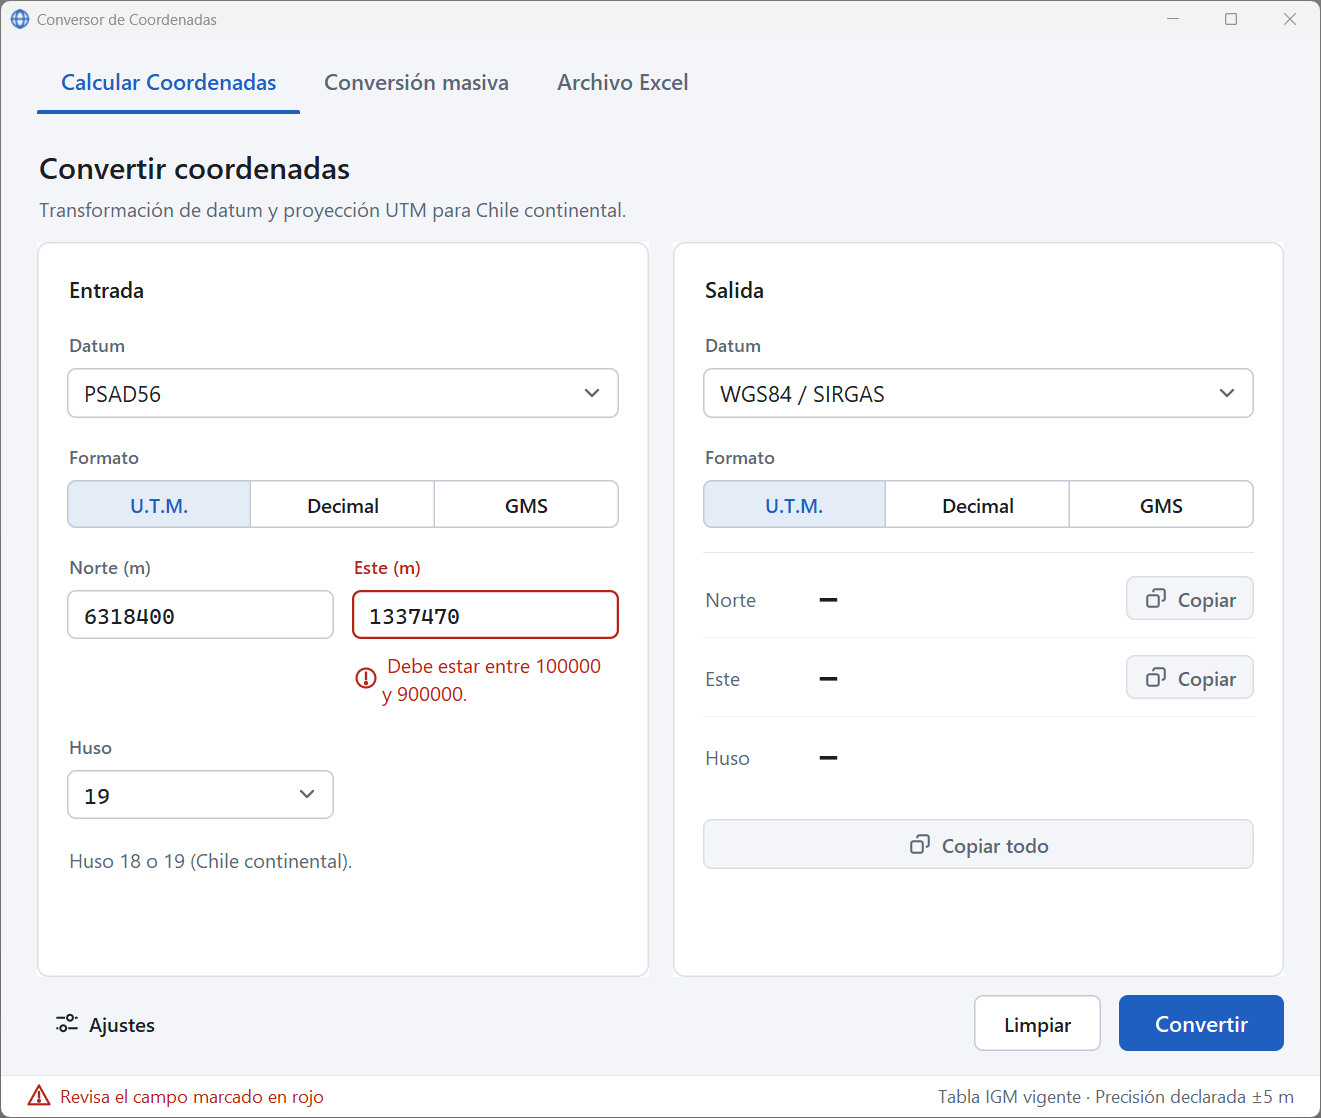 Conversor de Coordenadas
Calcular Coordenadas
Conversión masiva
Archivo Excel
Convertir coordenadas
Transformación de datum y proyección UTM para Chile continental.
Entrada
Datum
PSAD56
Formato
U.T.M.
Decimal
GMS
Norte (m)
Este (m)
6318400
1337470
Debe estar entre 100000
y 900000.
Huso
19
Huso 18 o 19 (Chile continental).
Salida
Datum
WGS84 / SIRGAS
Formato
U.T.M.
Decimal
GMS
Norte
—
Copiar
Este
—
Copiar
Huso
—
Copiar todo
Ajustes
Limpiar
Convertir
Revisa el campo marcado en rojo
Tabla IGM vigente · Precisión declarada ±5 m